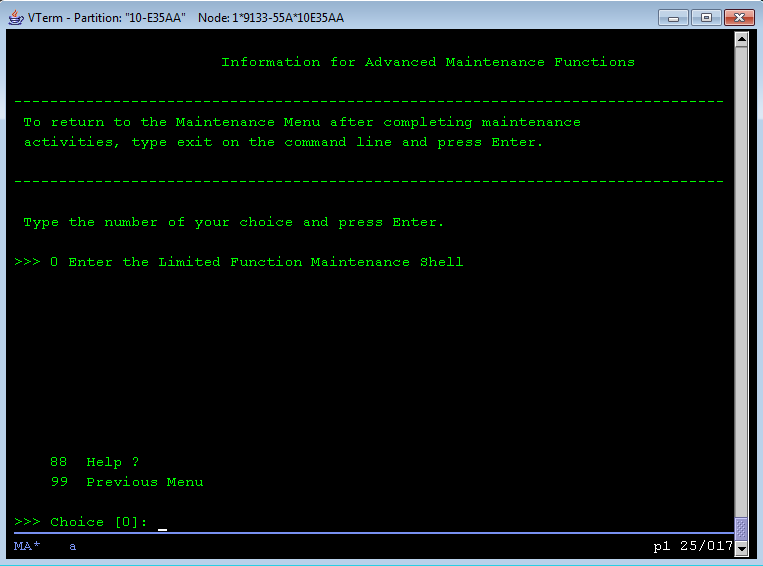 VTerm - Partition: "10-E35AA"   Node: 1*9133-55A*10E35AA
Information for Advanced Maintenance Functions
-------------------------------------------------------------------------------
To return to the Maintenance Menu after completing maintenance
activities, type exit on the command line and press Enter.
-------------------------------------------------------------------------------
Type the number of your choice and press Enter.
>>> 0 Enter the Limited Function Maintenance Shell
88  Help ?
99  Previous Menu
>>> Choice [0]: _
MA*   a   p1 25/017